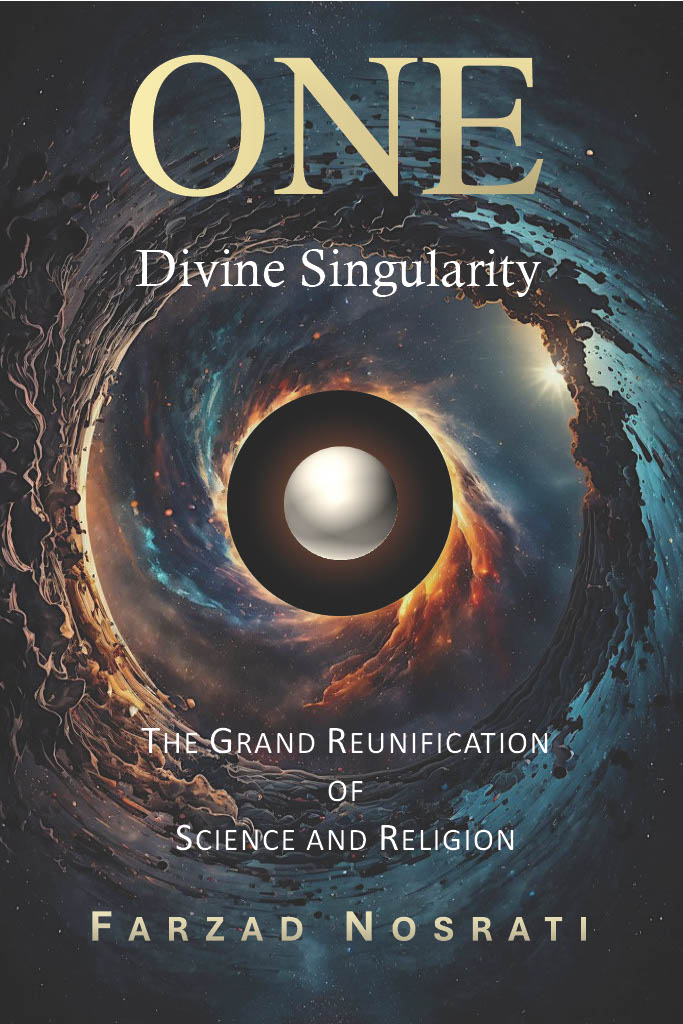 ONE
Divine Singularity
The Grand Reunification
of
Science and Religion
Farzad Nosrati